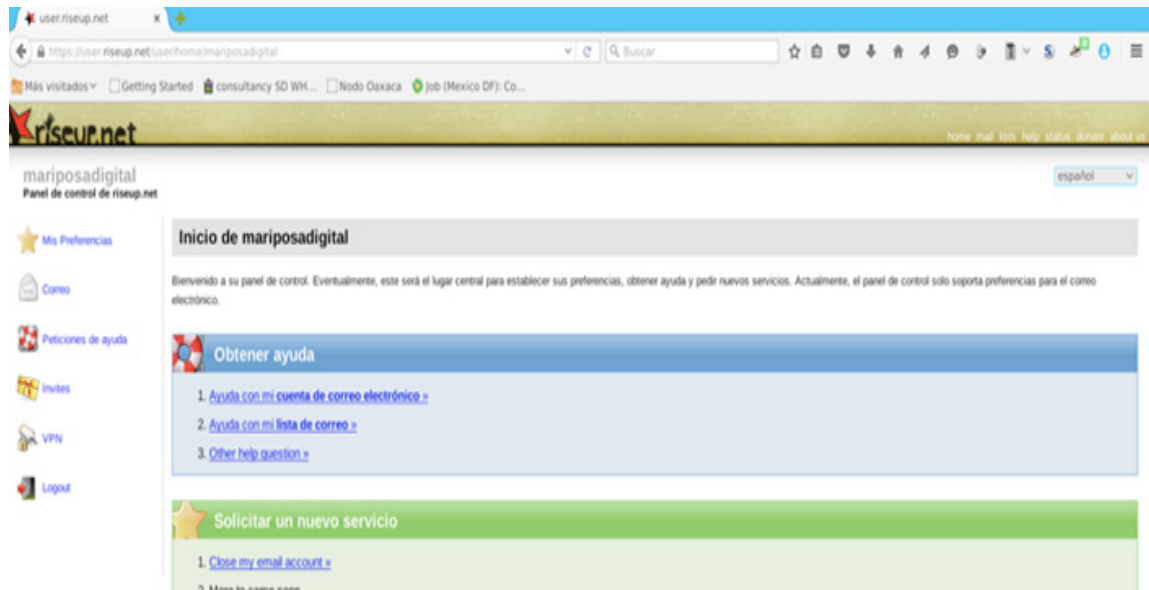 user.riseup.net
https://user.riseup.net/user/home/mariposadigital
Buscar
Más visitados
Getting Started
consultancy SD WH...
Nodo Oaxaca
Job (Mexico DF): Co...
riseup.net
home mail lists help status donate about us
mariposadigital
Panel de control de riseup.net
español
Mis Preferencias
Correo
Peticiones de ayuda
Invites
VPN
Logout
Inicio de mariposadigital
Bienvenido a su panel de control. Eventualmente, este será el lugar central para establecer sus preferencias, obtener ayuda y pedir nuevos servicios. Actualmente, el panel de control solo soporta preferencias para el correo
electrónico.
Obtener ayuda
1. Ayuda con mi cuenta de correo electrónico »
2. Ayuda con mi lista de correo »
3. Other help question »
Solicitar un nuevo servicio
1. Close my email account »
2. More to come soon